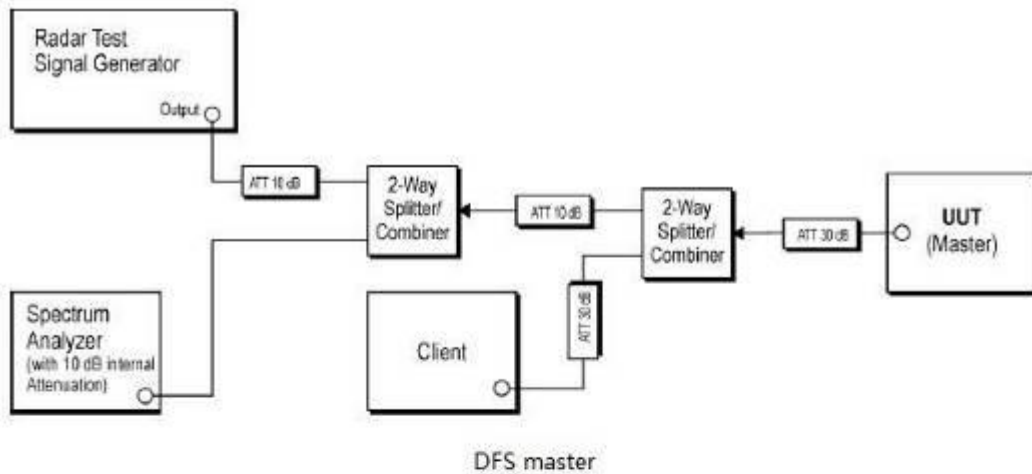 Radar Test
Signal Generator
Output
ATT 10 dB
2-Way
Splitter/
Combiner
ATT 10 dB
2-Way
Splitter/
Combiner
ATT 30 dB
UUT
(Master)
Spectrum
Analyzer
(with 10 dB internal
Attenuation)
Client
ATT 30 dB
DFS master